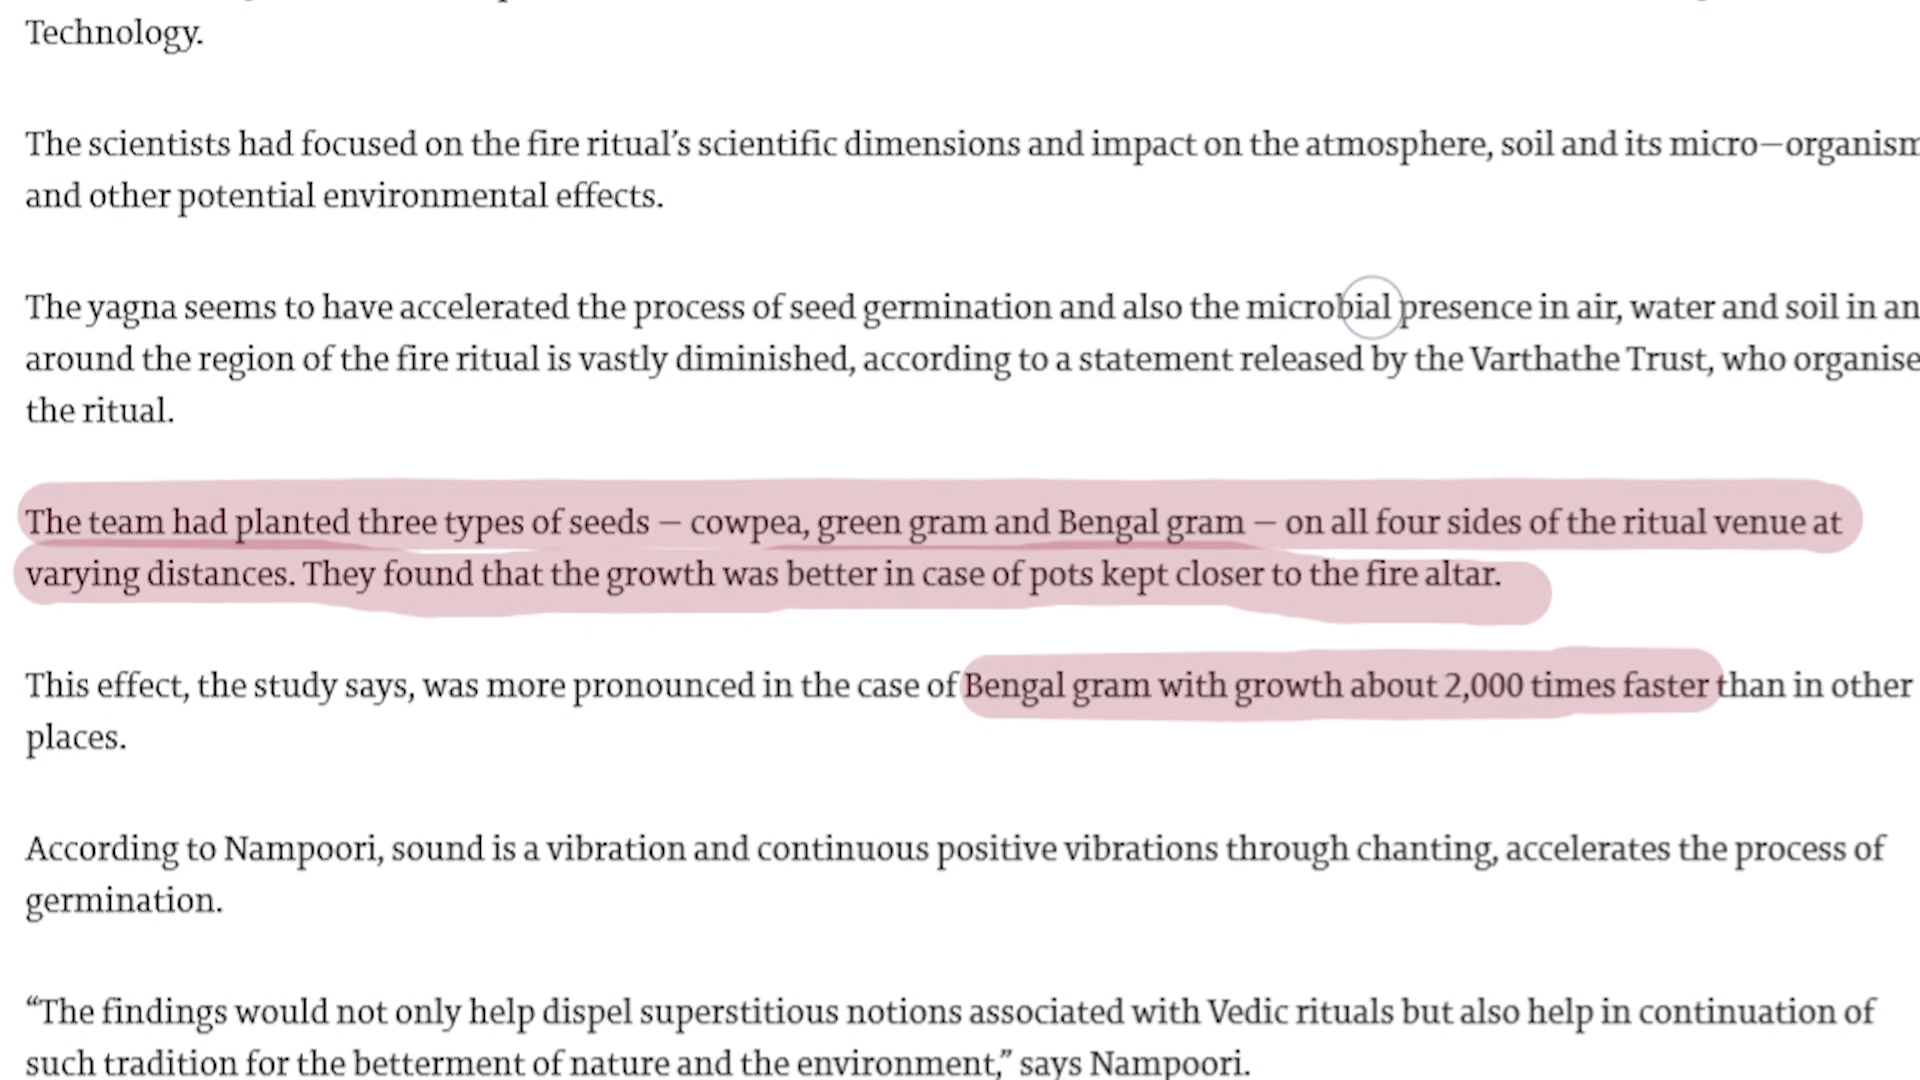 Technology.
The scientists had focused on the fire ritual’s scientific dimensions and impact on the atmosphere, soil and its micro—organism
and other potential environmental effects.
The yagna seems to have accelerated the process of seed germination and also the microbial presence in air, water and soil in an
around the region of the fire ritual is vastly diminished, according to a statement released by the Varthathe Trust, who organise
the ritual.
The team had planted three types of seeds — cowpea, green gram and Bengal gram — on all four sides of the ritual venue at
varying distances. They found that the growth was better in case of pots kept closer to the fire altar.
This effect, the study says, was more pronounced in the case of Bengal gram with growth about 2,000 times faster than in other
places.
According to Nampoori, sound is a vibration and continuous positive vibrations through chanting, accelerates the process of
germination.
“The findings would not only help dispel superstitious notions associated with Vedic rituals but also help in continuation of
such tradition for the betterment of nature and the environment,” says Nampoori.